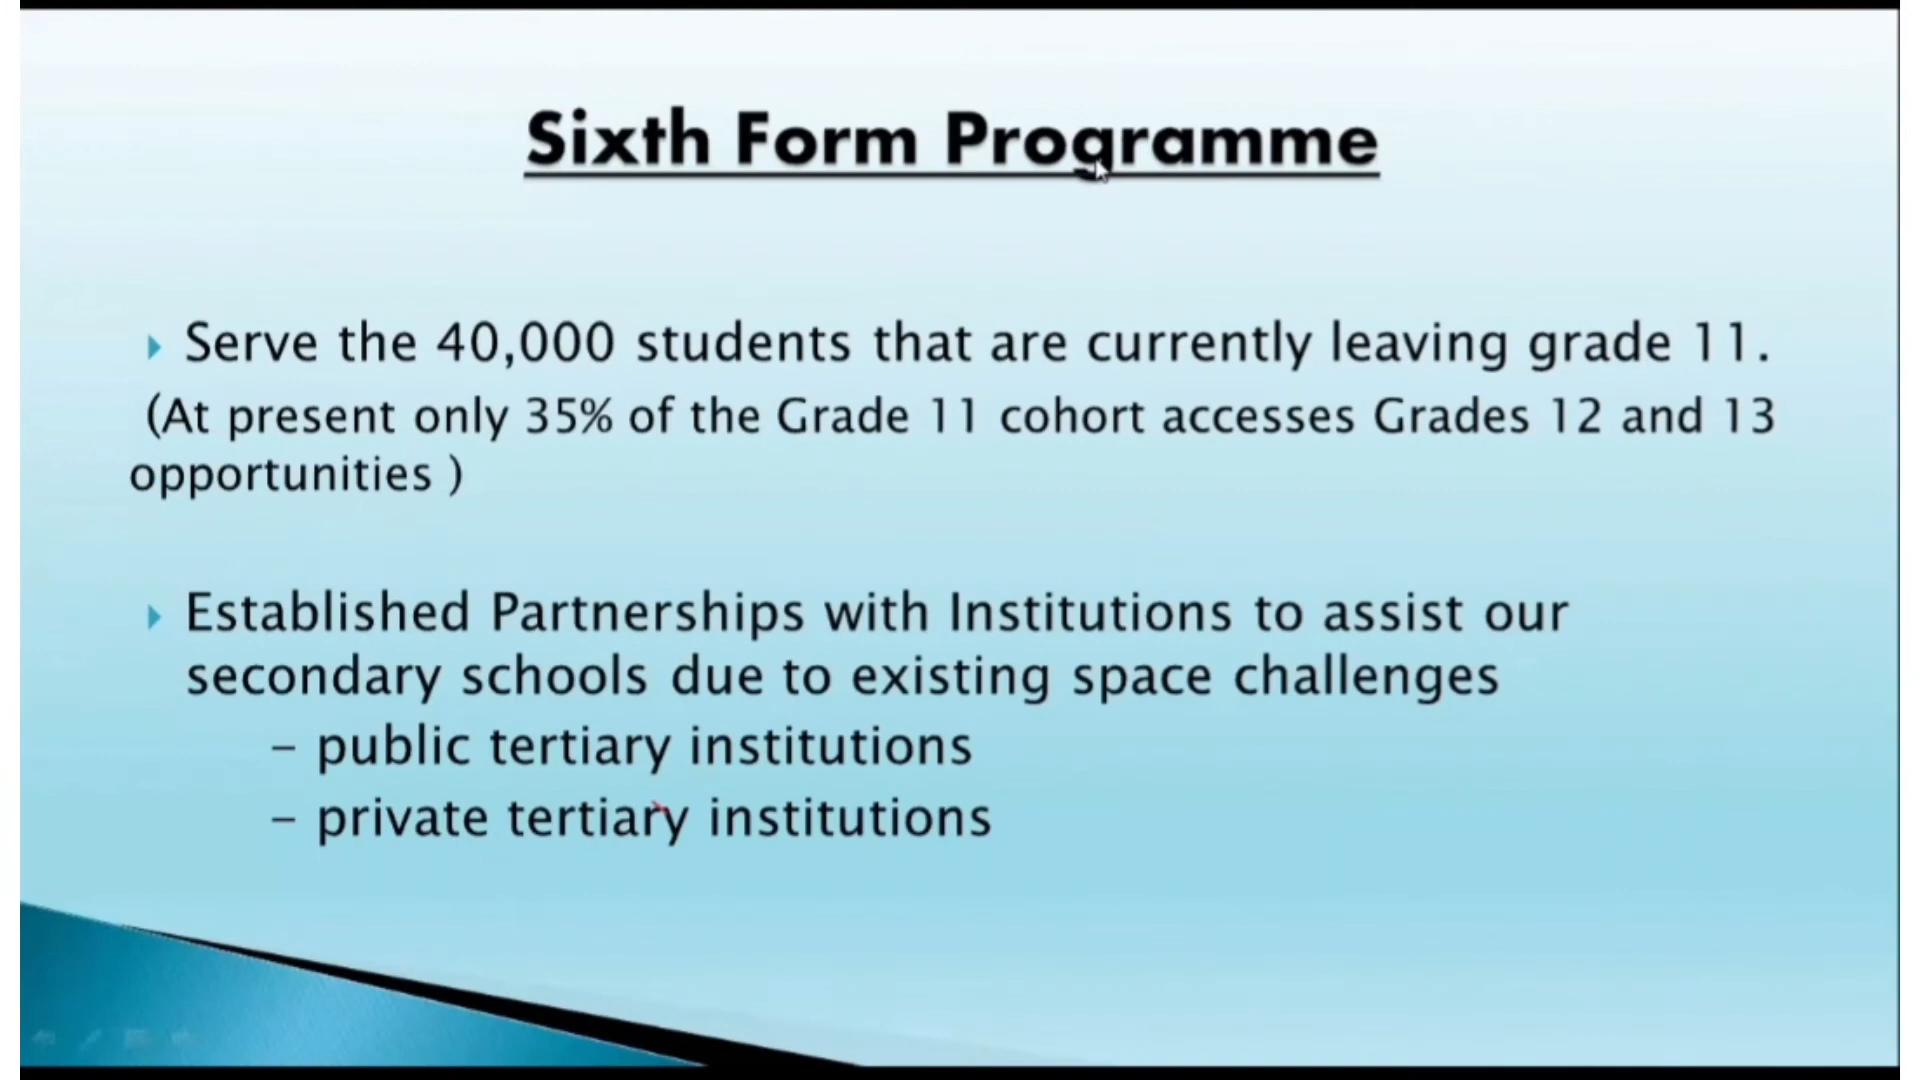 Sixth Form Programme
Serve the 40,000 students that are currently leaving grade 11.
(At present only 35% of the Grade 11 cohort accesses Grades 12 and 13
opportunities )
Established Partnerships with Institutions to assist our
secondary schools due to existing space challenges
– public tertiary institutions
– private tertiary institutions